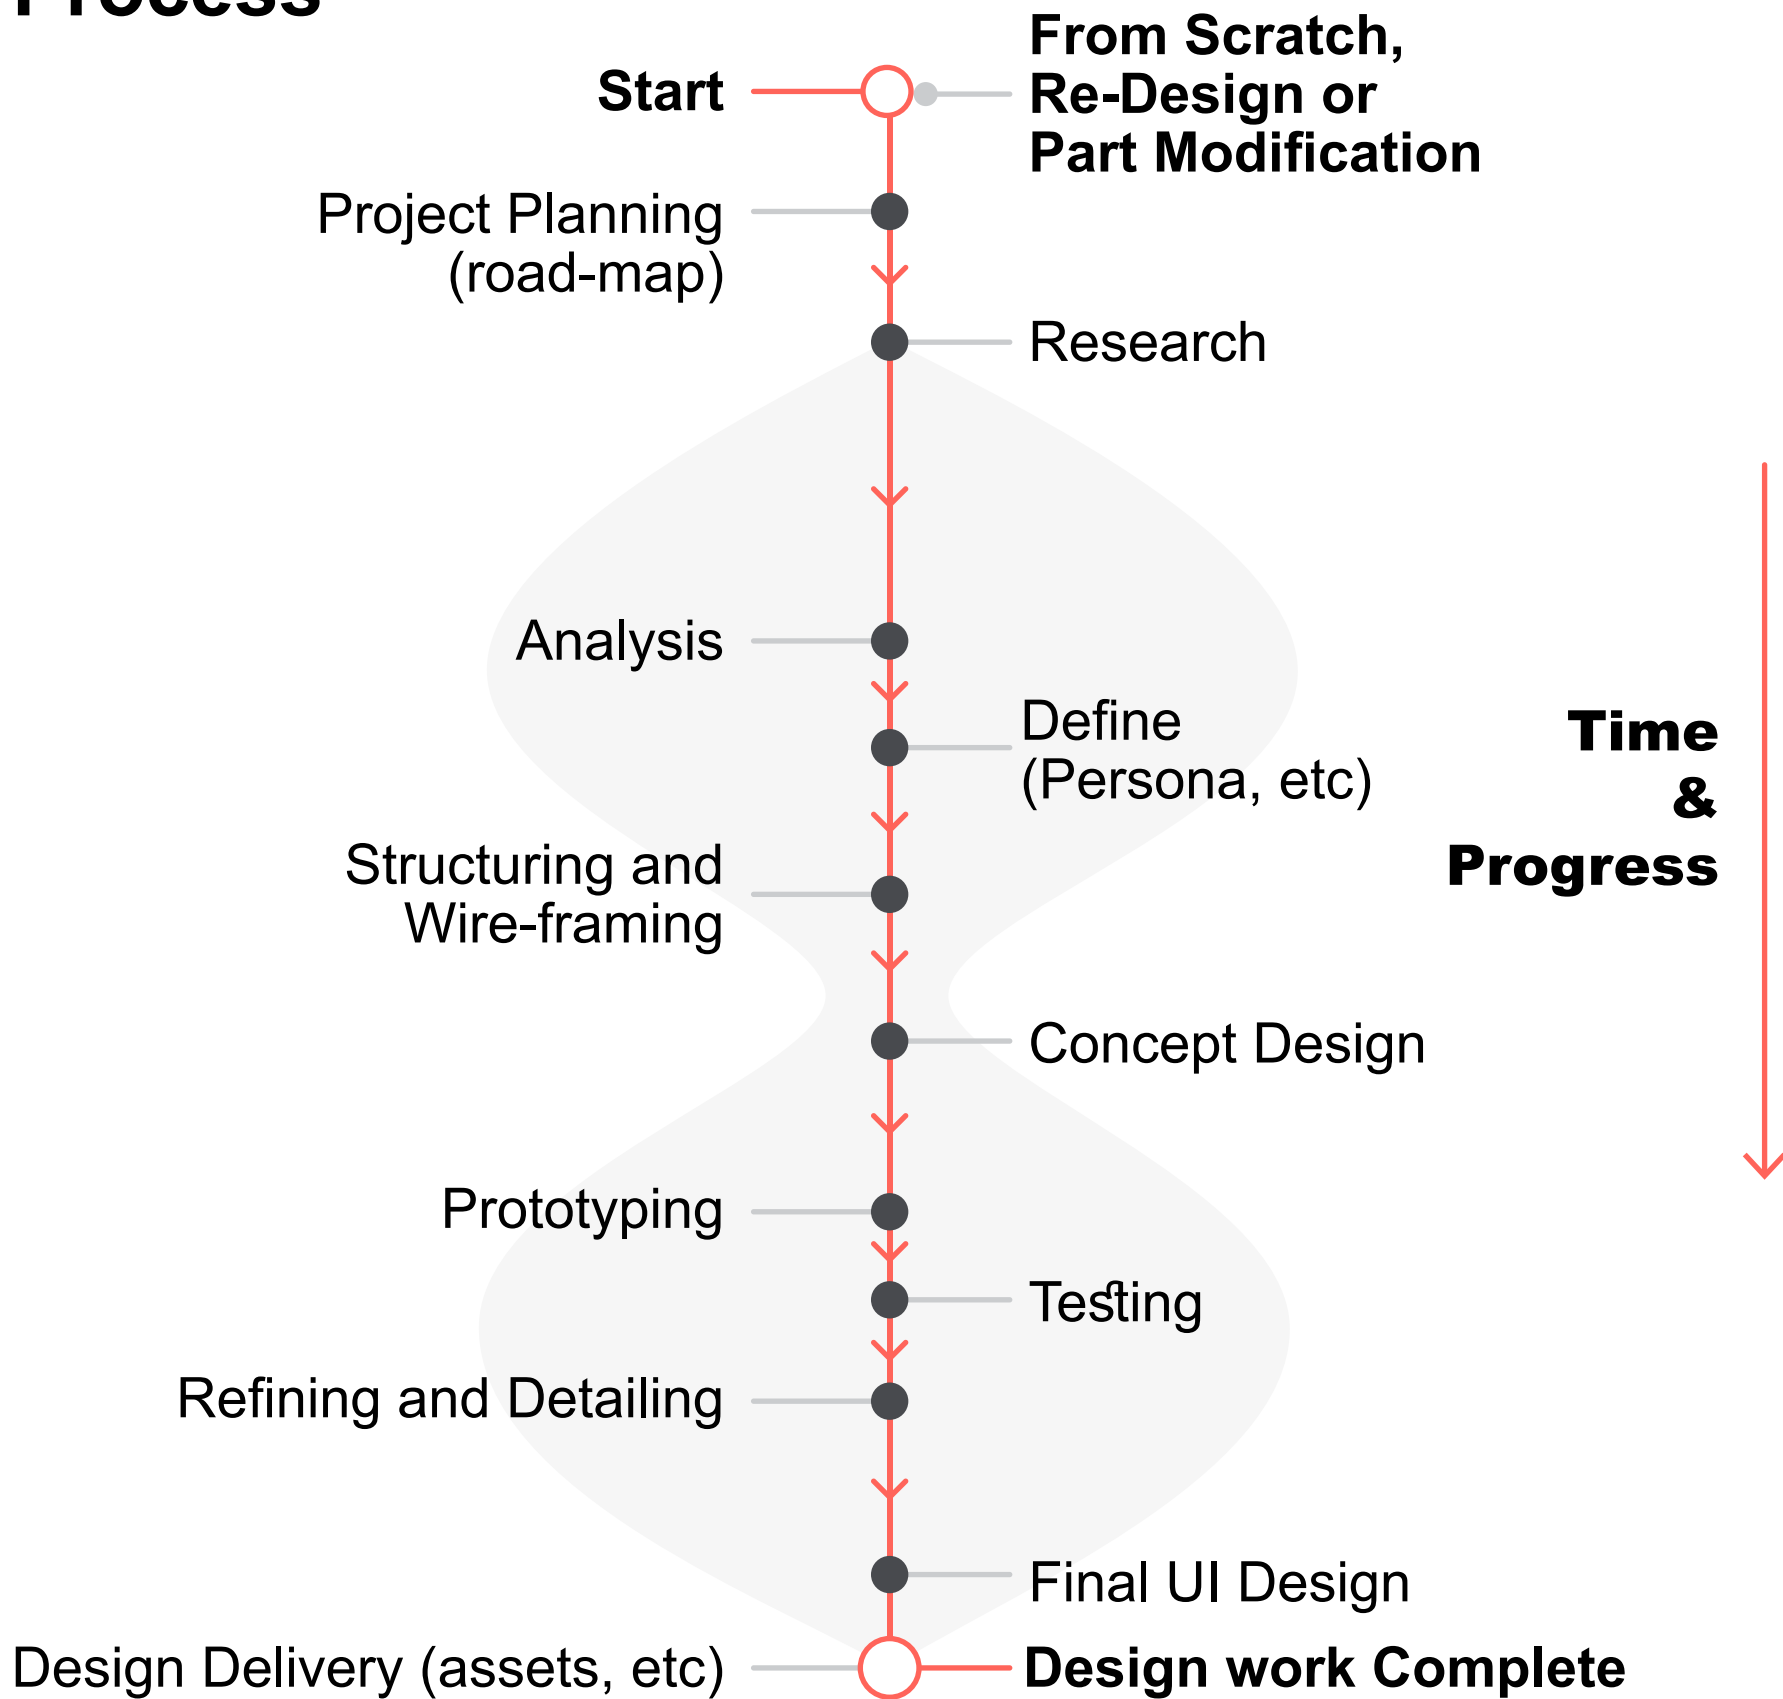 Process
Start
From Scratch,
Re-Design or
Part Modification
Project Planning
(road-map)
Research
Analysis
Define
(Persona, etc)
Time
&
Progress
Structuring and
Wire-framing
Concept Design
Prototyping
Testing
Refining and Detailing
Final UI Design
Design Delivery (assets, etc)
Design work Complete